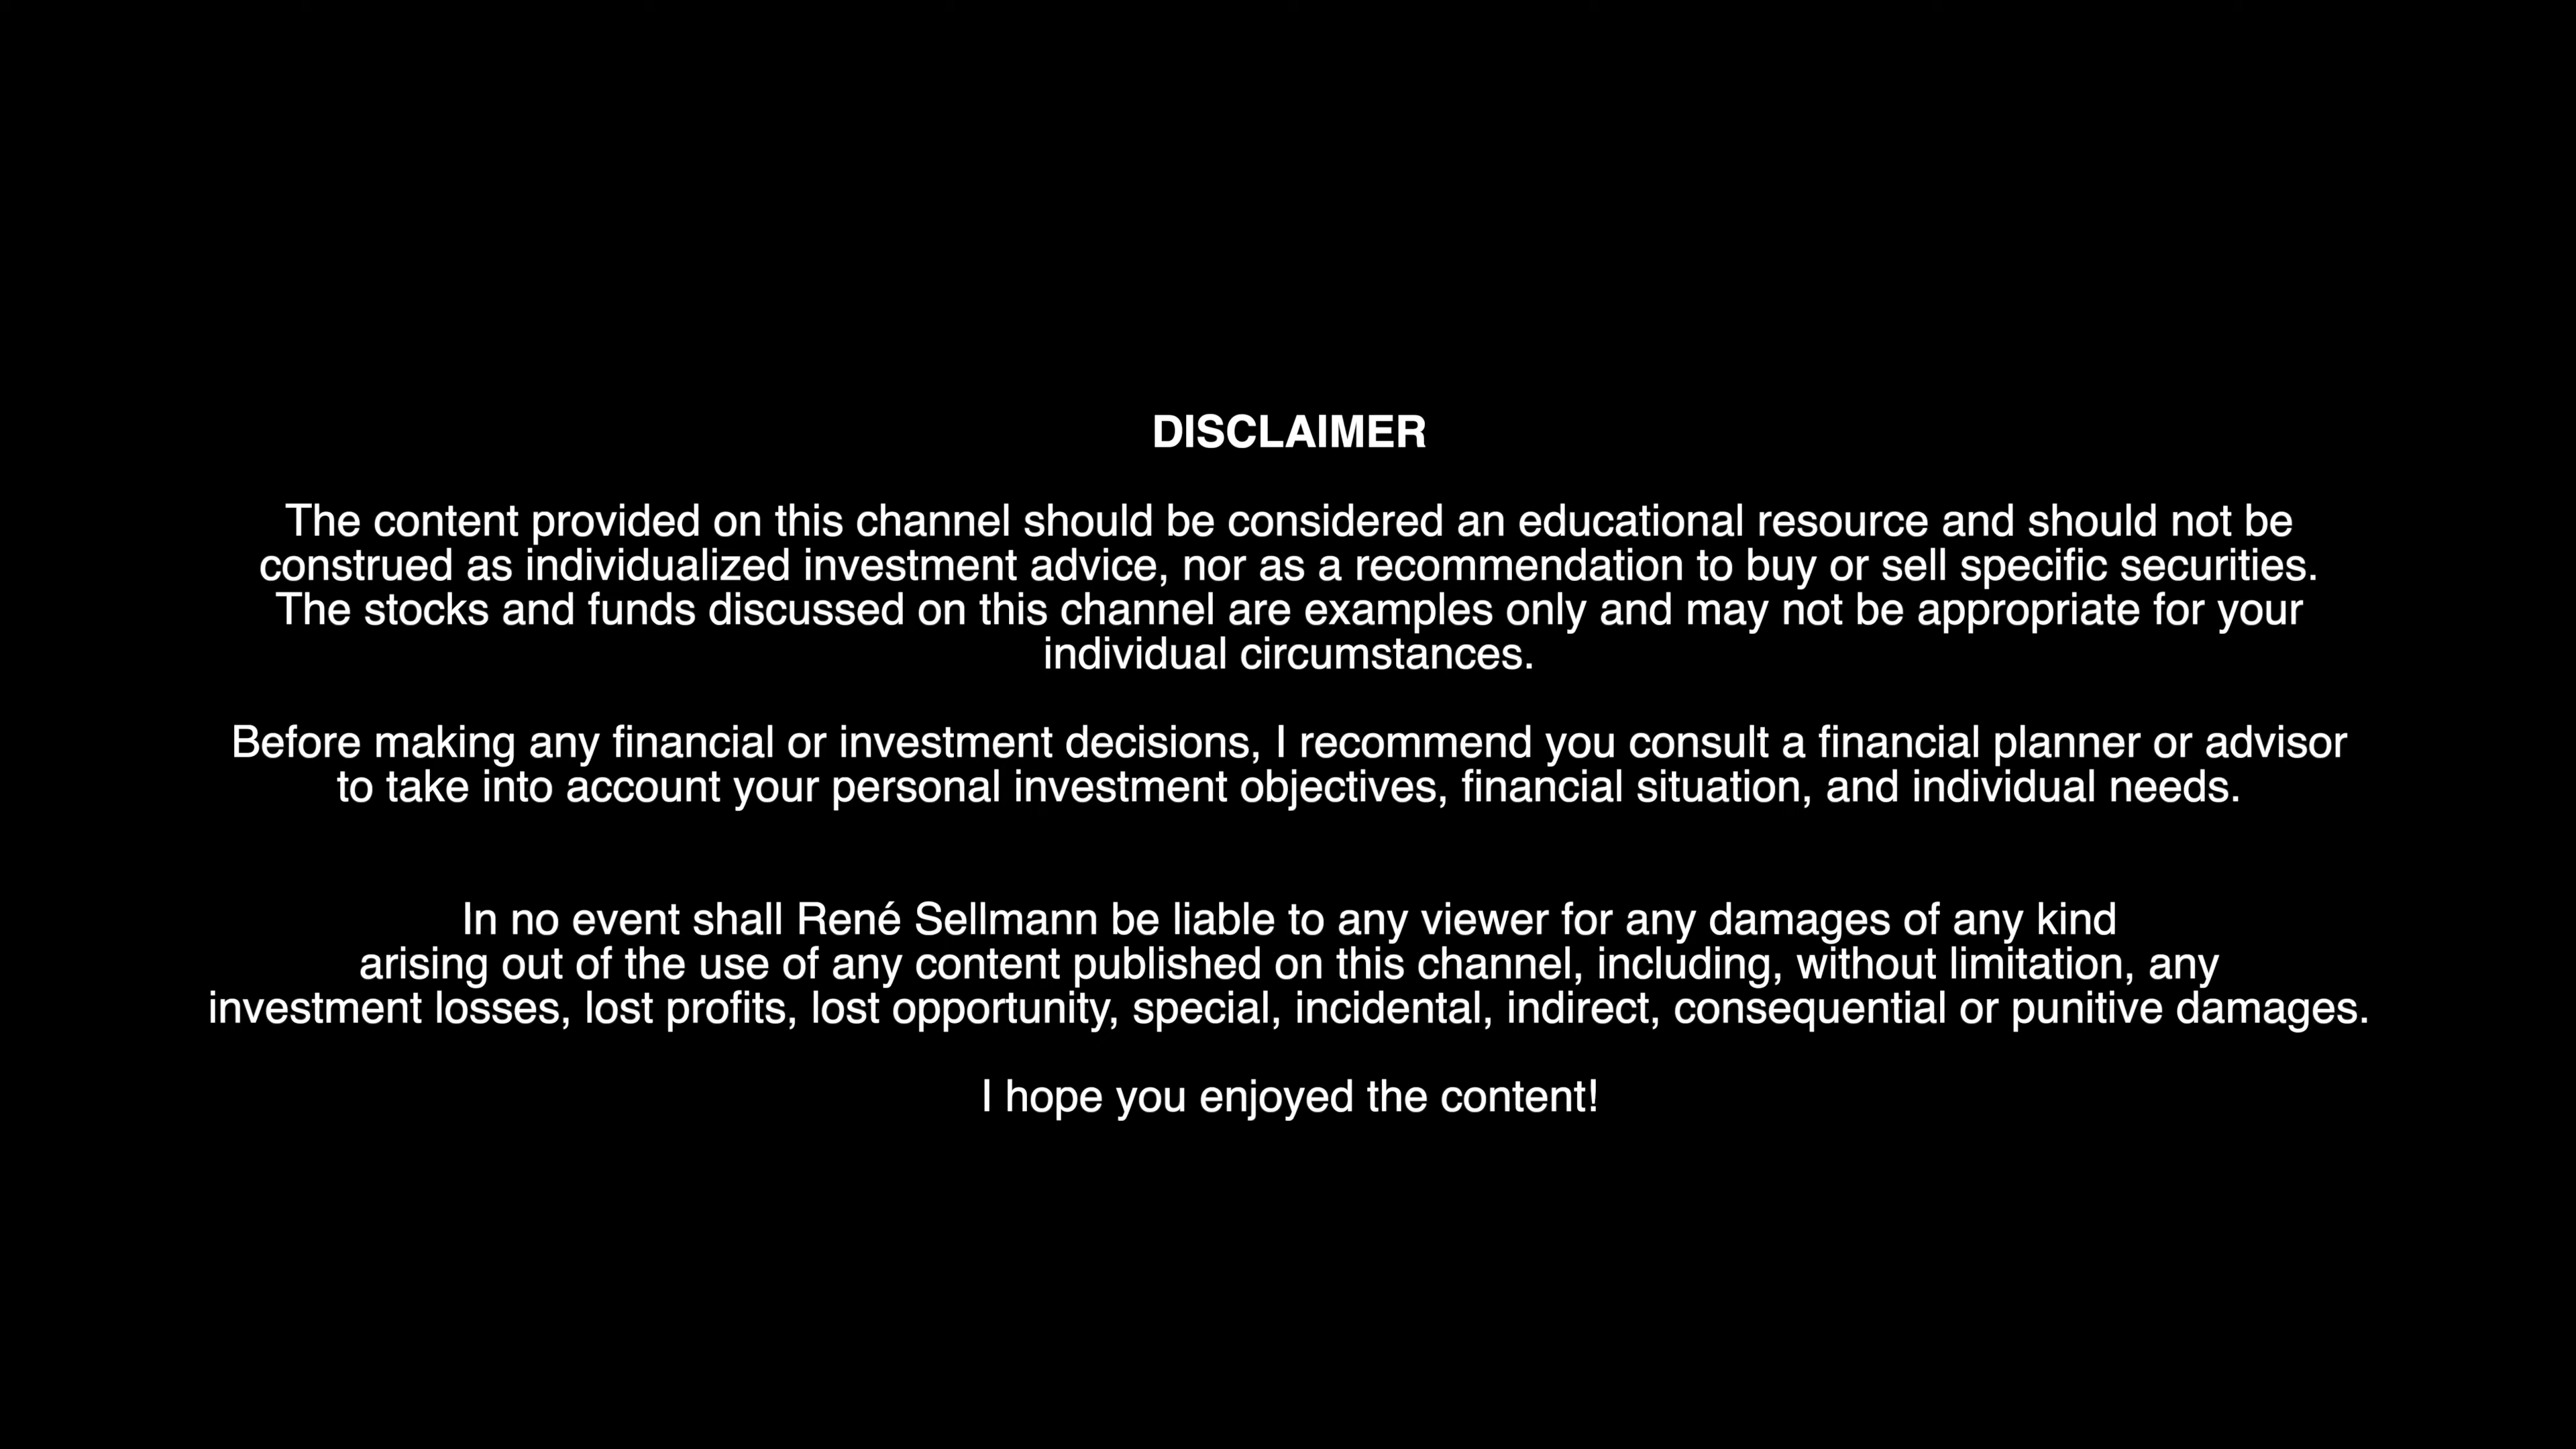 DISCLAIMER
The content provided on this channel should be considered an educational resource and should not be
construed as individualized investment advice, nor as a recommendation to buy or sell specific securities.
The stocks and funds discussed on this channel are examples only and may not be appropriate for your
individual circumstances.
Before making any financial or investment decisions, I recommend you consult a financial planner or advisor
to take into account your personal investment objectives, financial situation, and individual needs.
In no event shall René Sellmann be liable to any viewer for any damages of any kind
arising out of the use of any content published on this channel, including, without limitation, any
investment losses, lost profits, lost opportunity, special, incidental, indirect, consequential or punitive damages.
I hope you enjoyed the content!